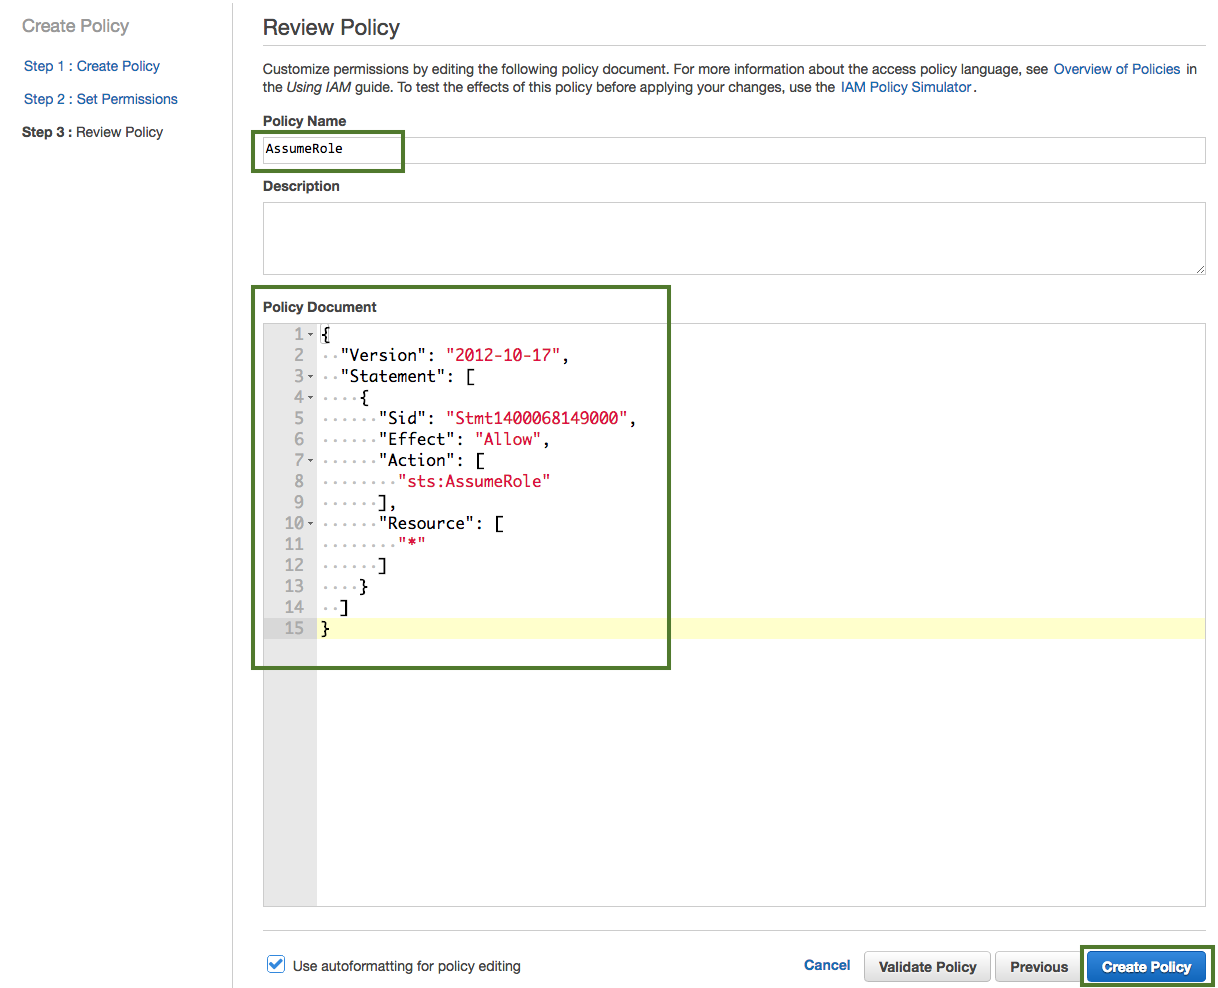 Create Policy
Step 1 : Create Policy
Step 2 : Set Permissions
Step 3 : Review Policy
Review Policy
Customize permissions by editing the following policy document. For more information about the access policy language, see Overview of Policies in
the Using IAM guide. To test the effects of this policy before applying your changes, use the IAM Policy Simulator.
Policy Name
AssumeRole
Description
Policy Document
1 {
2 "Version": "2012-10-17",
3 "Statement": [
4 {
5 "Sid": "Stmt1400068149000",
6 "Effect": "Allow",
7 "Action": [
8 "sts:AssumeRole"
9 ],
10 "Resource": [
11 "*"
12 ]
13 }
14 ]
15 }
Use autoformatting for policy editing
Cancel Validate Policy Previous Create Policy